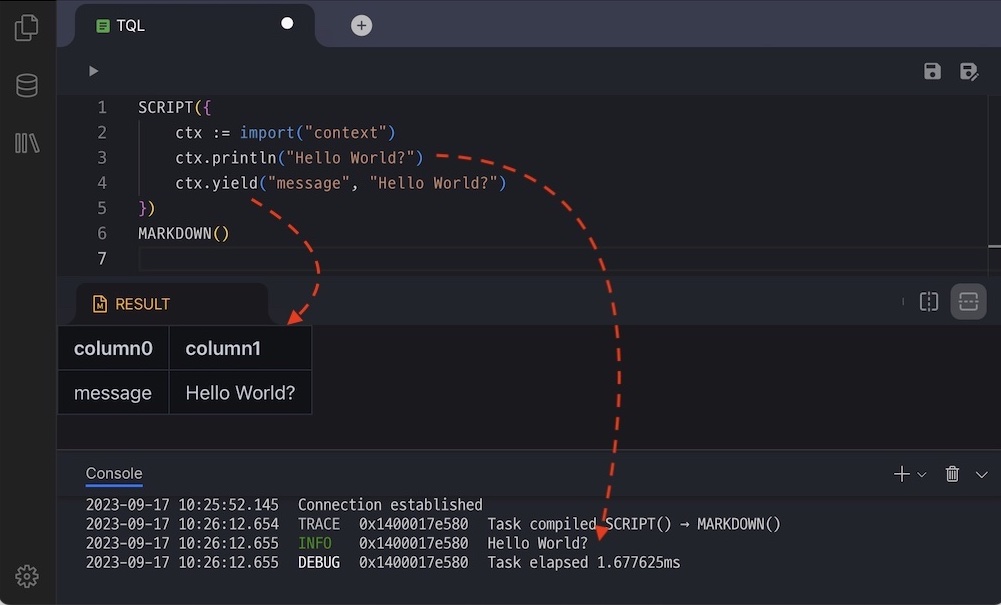 TQL
1 SCRIPT({
2 ctx := import("context")
3 ctx.println("Hello World?")
4 ctx.yield("message", "Hello World?")
5 })
6 MARKDOWN()
7
RESULT
column0 column1
message Hello World?
Console
2023-09-17 10:25:52.145 Connection established
2023-09-17 10:26:12.654 TRACE 0x1400017e580 Task compiled SCRIPT() → MARKDOWN()
2023-09-17 10:26:12.655 INFO 0x1400017e580 Hello World?
2023-09-17 10:26:12.655 DEBUG 0x1400017e580 Task elapsed 1.677625ms